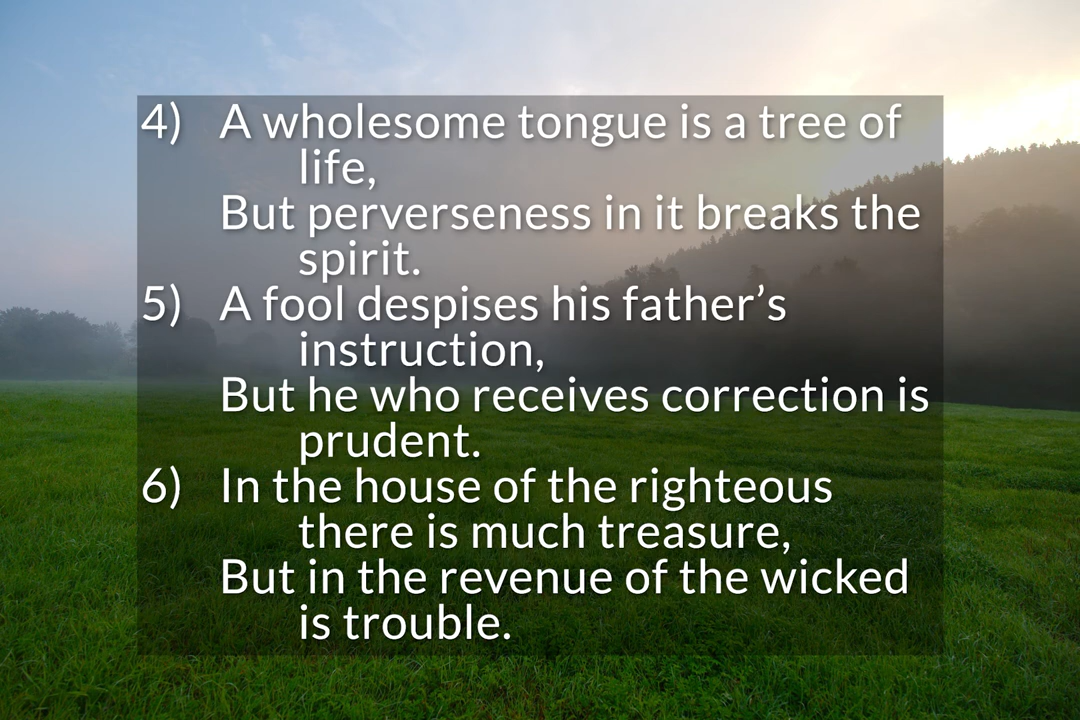 4) A wholesome tongue is a tree of
life,
But perverseness in it breaks the
spirit.
5) A fool despises his father’s
instruction,
But he who receives correction is
prudent.
6) In the house of the righteous
there is much treasure,
But in the revenue of the wicked
is trouble.